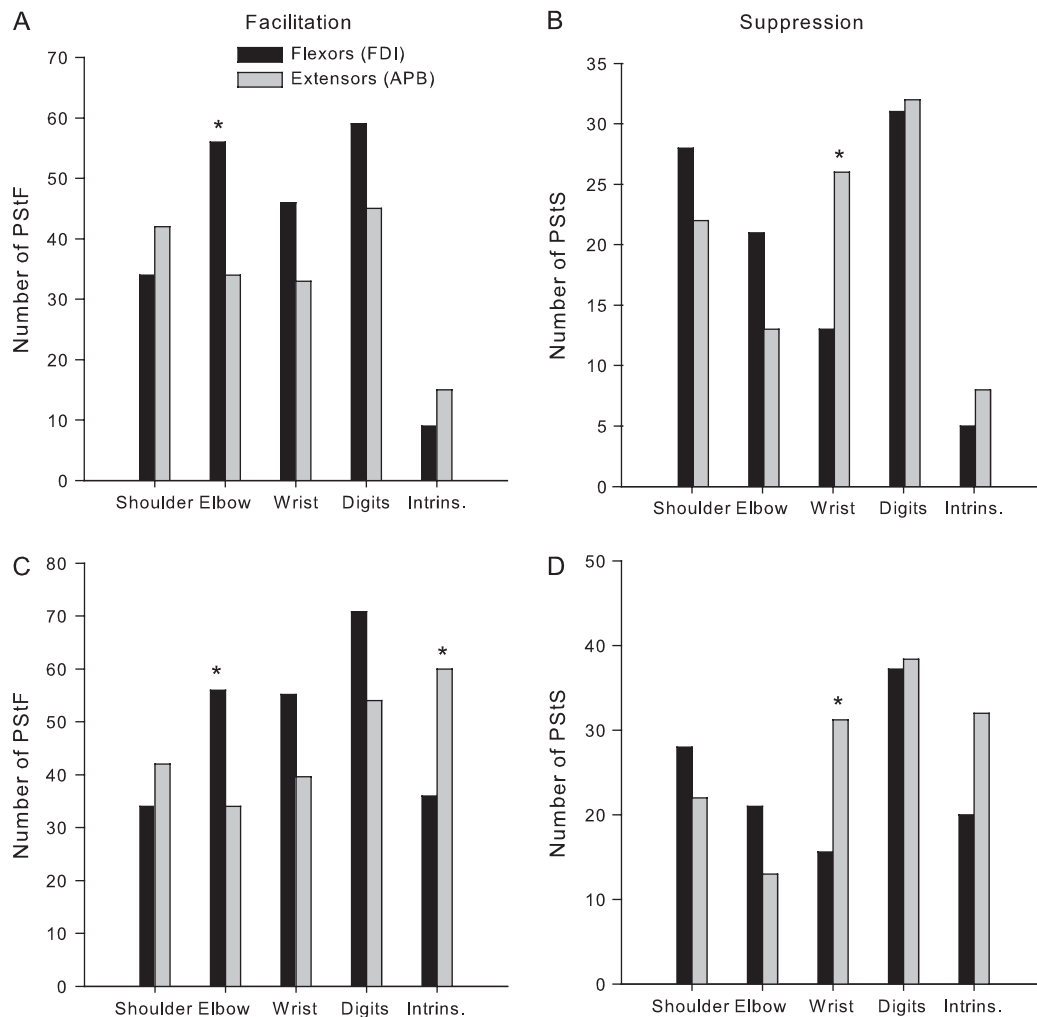 A
Facilitation
Flexors (FDI)
Extensors (APB)
70
60
50
40
30
20
10
0
Number of PStF
*
Shoulder Elbow Wrist Digits Intrins.
B
Suppression
35
30
25
20
15
10
5
0
Number of PStS
*
Shoulder Elbow Wrist Digits Intrins.
C
80
70
60
50
40
30
20
10
0
Number of PStF
*
*
Shoulder Elbow Wrist Digits Intrins.
D
50
40
30
20
10
0
Number of PStS
*
Shoulder Elbow Wrist Digits Intrins.